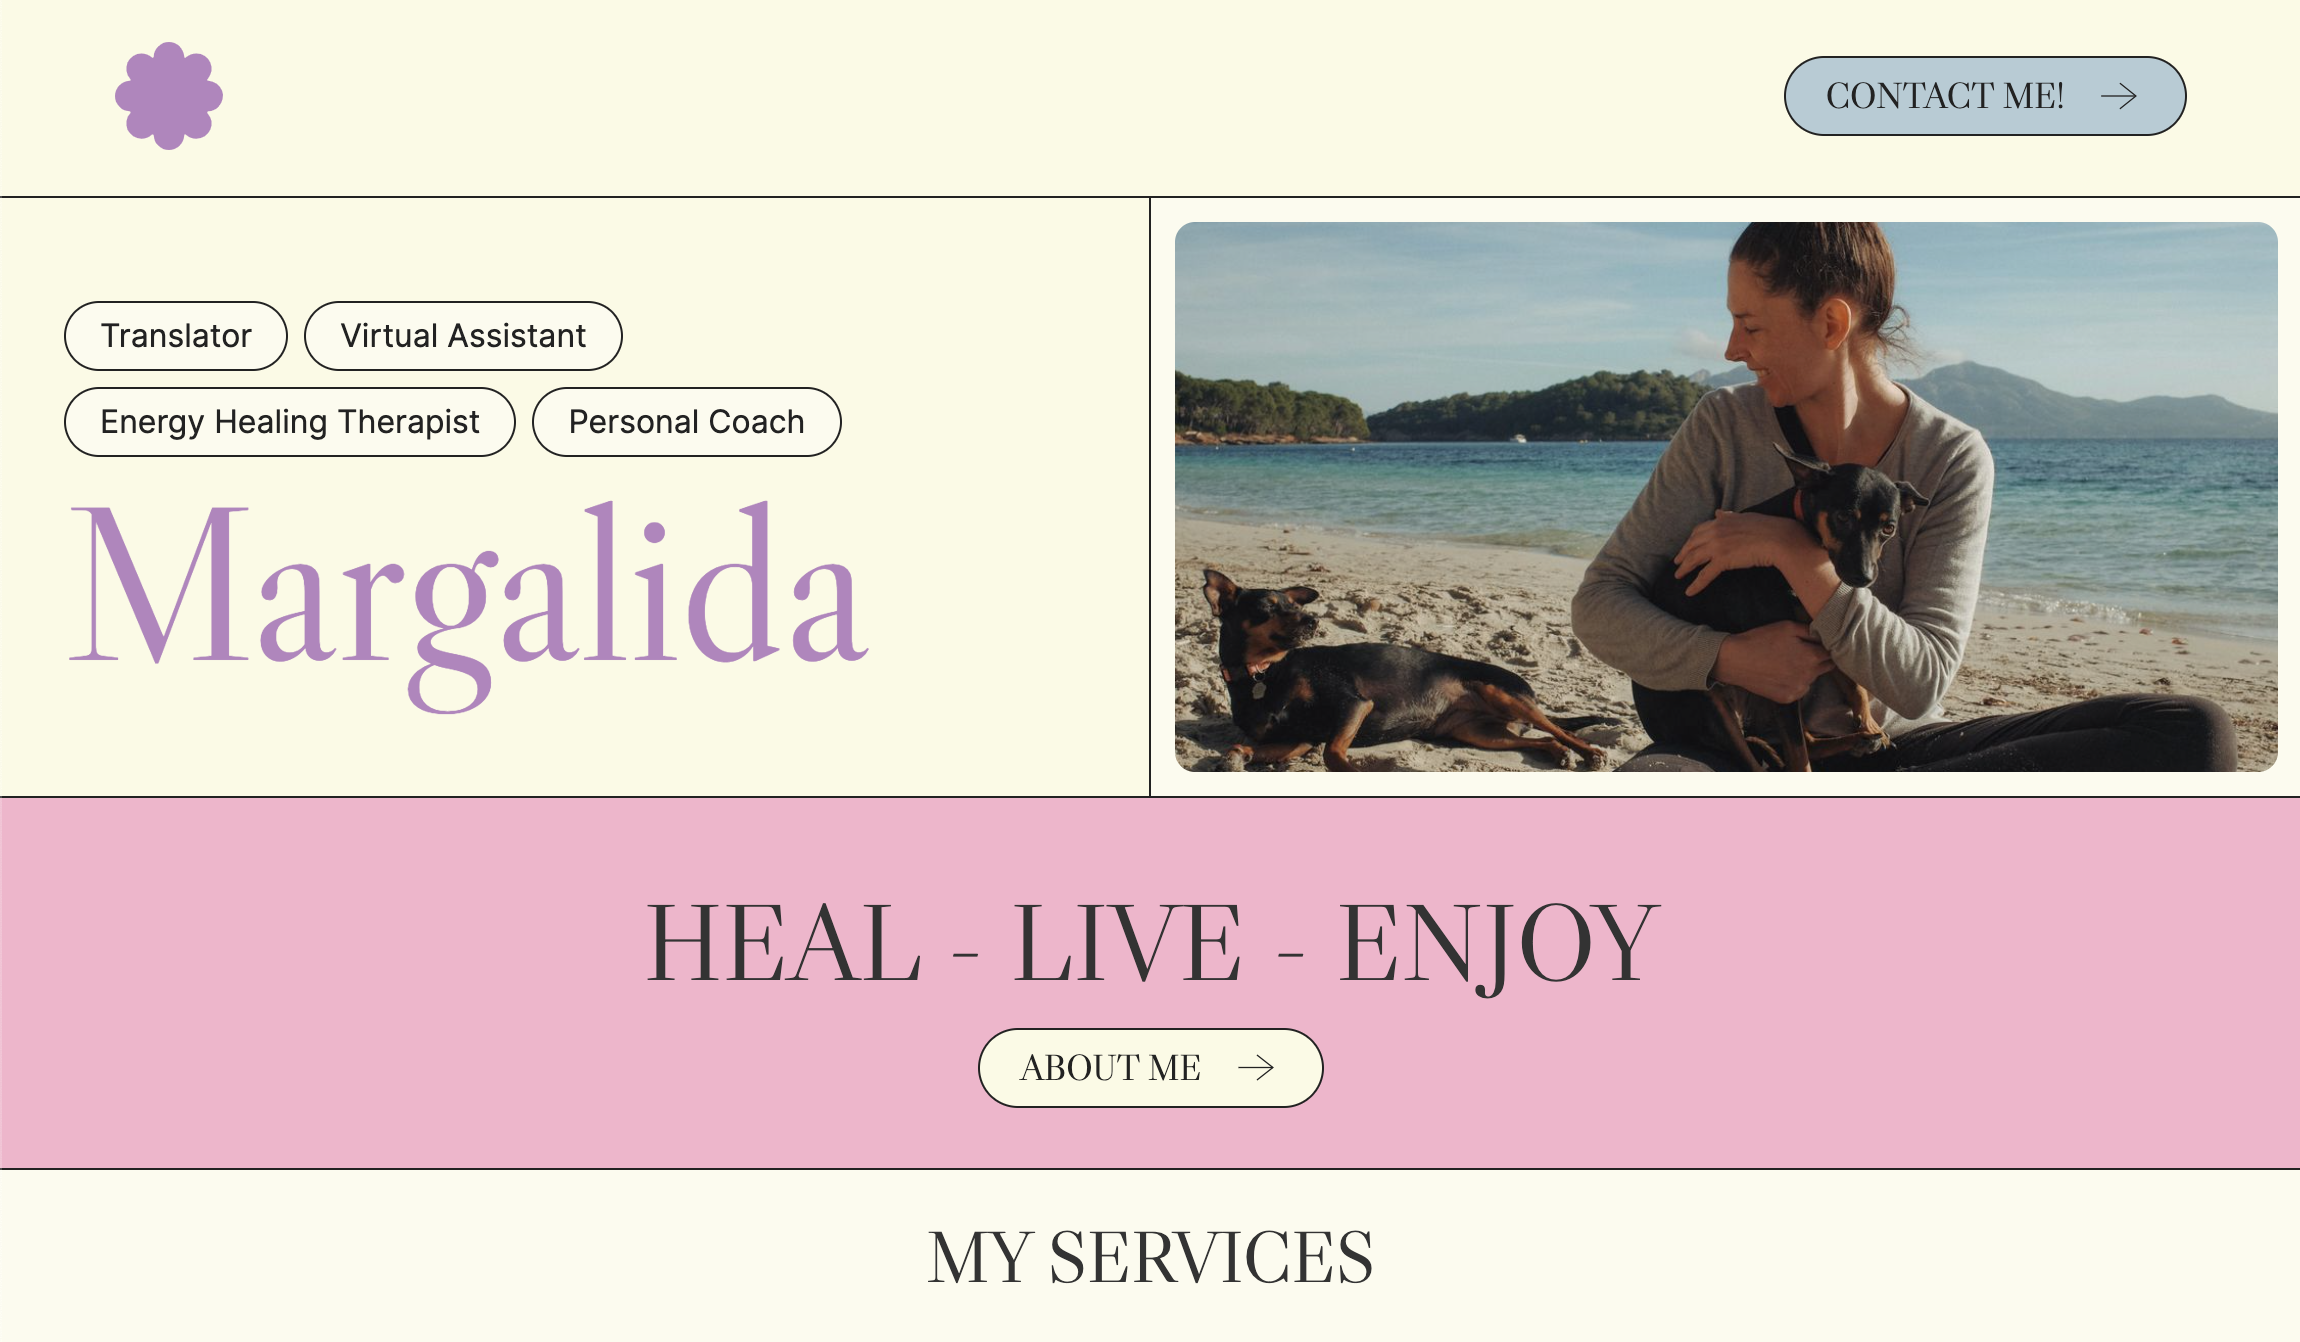 CONTACT ME!
Translator
Virtual Assistant
Energy Healing Therapist
Personal Coach
Margalida
HEAL - LIVE - ENJOY
ABOUT ME
MY SERVICES